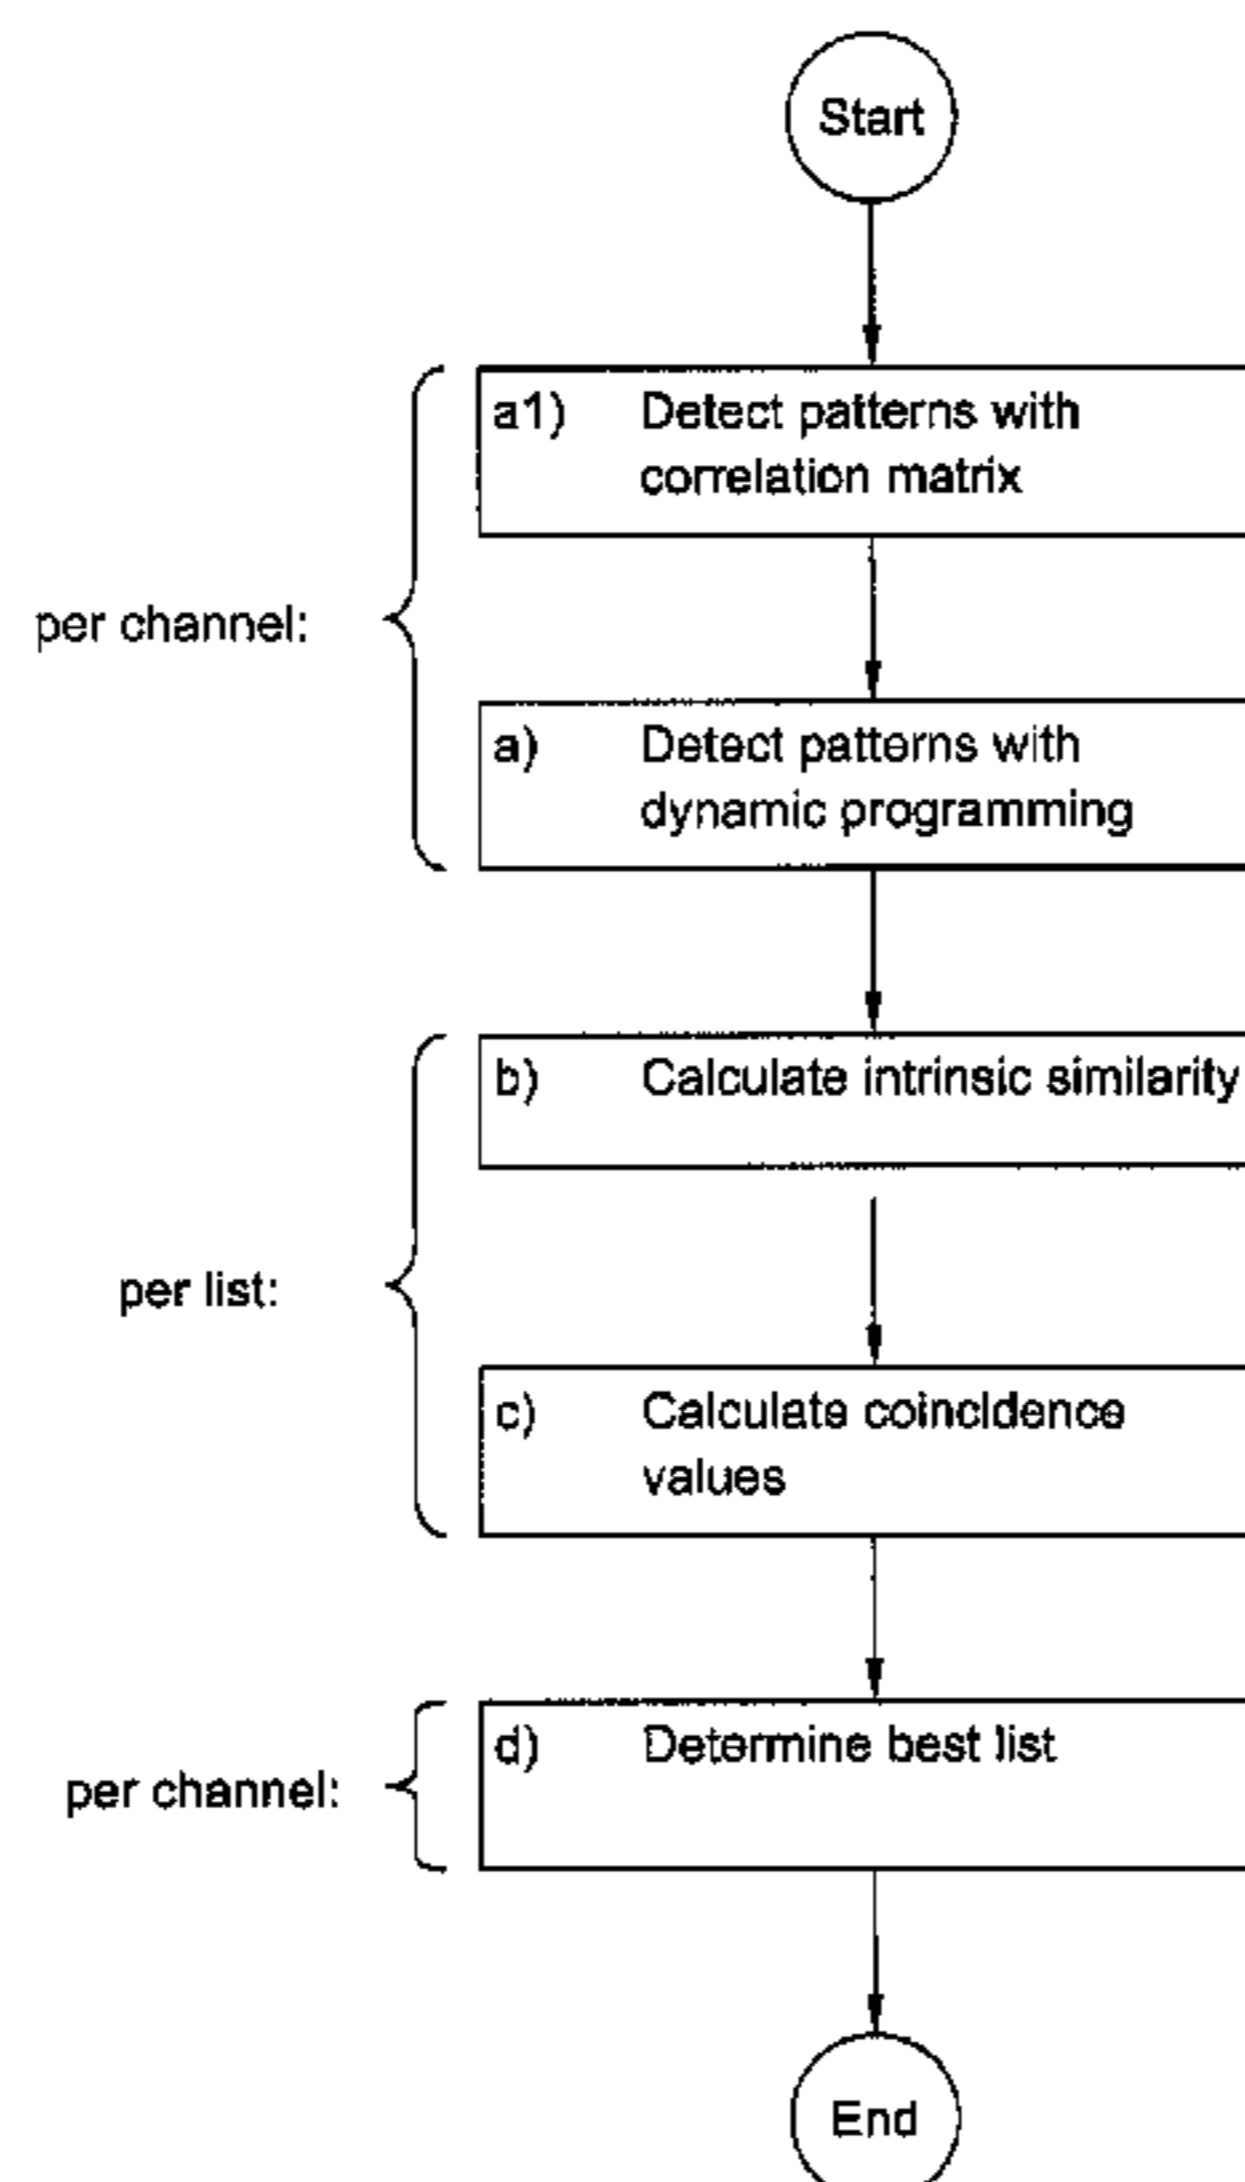 Start
a1) Detect patterns with
correlation matrix
per channel:
a) Detect patterns with
dynamic programming
b) Calculate intrinsic similarity
per list:
c) Calculate coincidence
values
d) Determine best list
per channel:
End